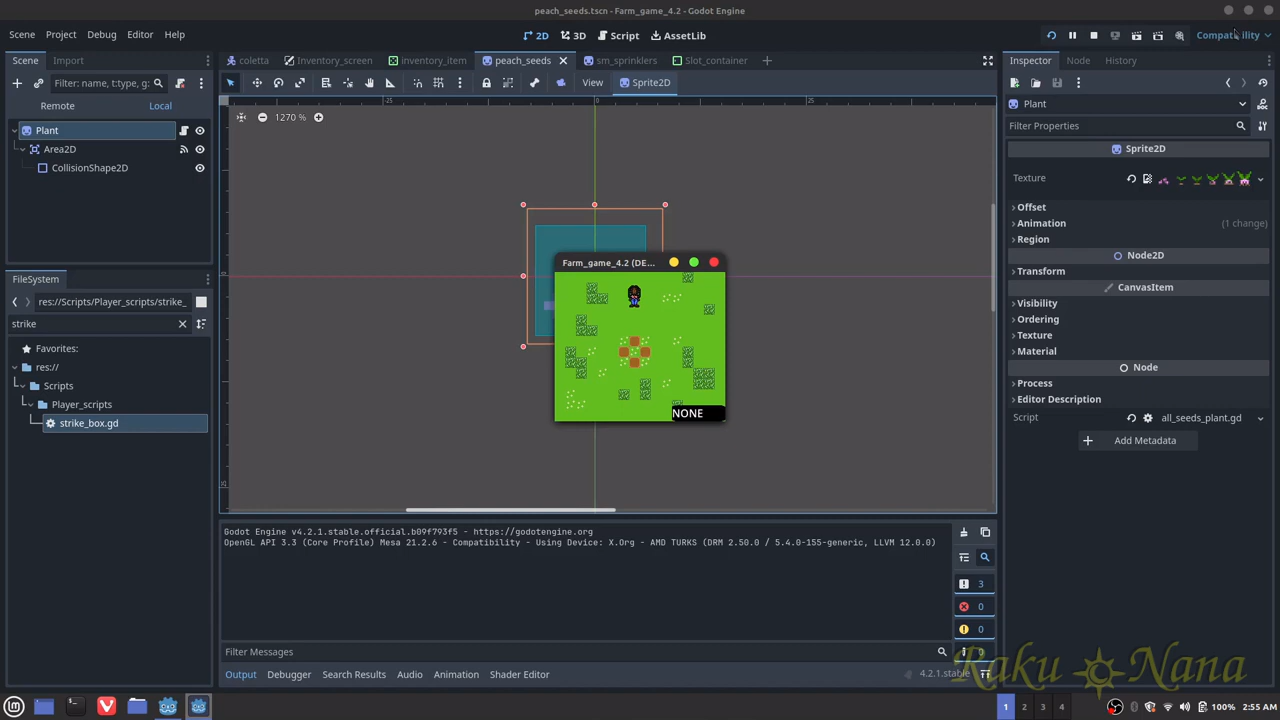 peach_seeds.tscn - Farm_game_4.2 - Godot Engine
Scene Project Debug Editor Help
2D 3D Script AssetLib
Compatibility
Scene Import
coletta Inventory_screen inventory_item peach_seeds sm_sprinklers Slot_container
Inspector Node History
Filter: name, t:type, g:
View Sprite2D
Remote Local
Plant
Area2D
CollisionShape2D
-25 0 25
1270 %
0
25
FileSystem
res://Scripts/Player_scripts/strike_
strike
Favorites:
res://
Scripts
Player_scripts
strike_box.gd
Farm_game_4.2 (DE...
NONE
Godot Engine v4.2.1.stable.official.b09f793f5 - https://godotengine.org
OpenGL API 3.3 (Core Profile) Mesa 21.2.6 - Compatibility - Using Device: X.Org - AMD TURKS (DRM 2.50.0 / 5.4.0-155-generic, LLVM 12.0.0)
3
0
0
0
Filter Messages
Output Debugger Search Results Audio Animation Shader Editor
4.2.1.stable
Plant
Filter Properties
Sprite2D
Texture
Offset
Animation (1 change)
Region
Node2D
Transform
CanvasItem
Visibility
Ordering
Texture
Material
Node
Process
Editor Description
Script all_seeds_plant.gd
Add Metadata
Raku Nana
1 2 3 4
100% 2:55 AM